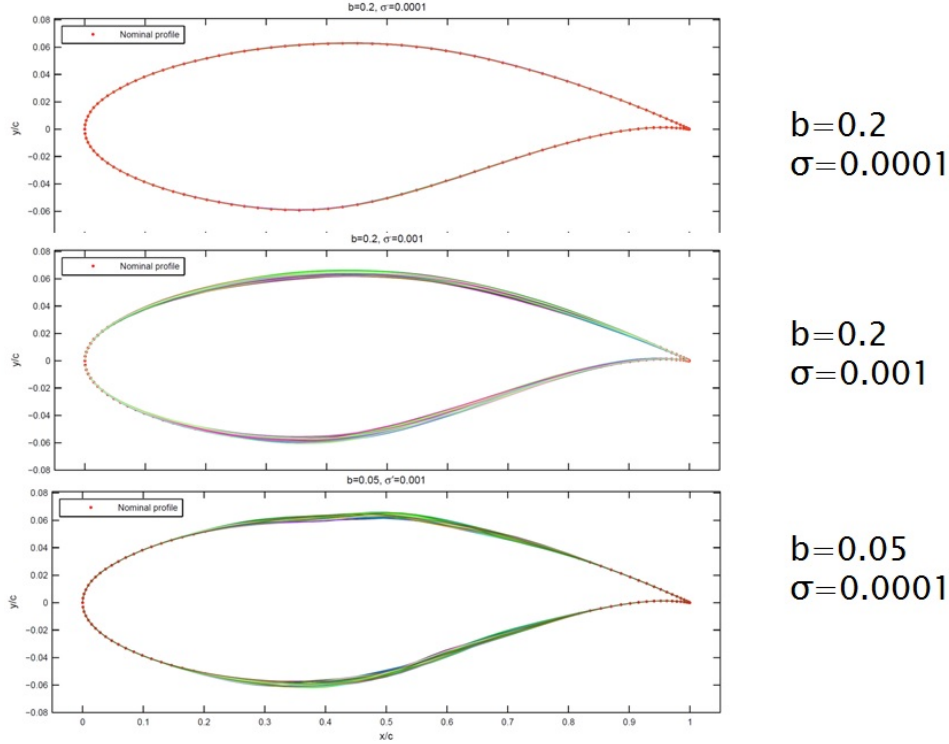 b=0.2, σ=0.0001
Nominal profile
0.08
0.06
0.04
0.02
0
−0.02
−0.04
−0.06
y/c
b=0.2
σ=0.0001
b=0.2, σ=0.001
Nominal profile
0.08
0.06
0.04
0.02
0
−0.02
−0.04
−0.06
−0.08
y/c
b=0.2
σ=0.001
b=0.05, σ'=0.001
Nominal profile
0.08
0.06
0.04
0.02
0
−0.02
−0.04
−0.06
−0.08
y/c
0 0.1 0.2 0.3 0.4 0.5 0.6 0.7 0.8 0.9 1
x/c
b=0.05
σ=0.0001